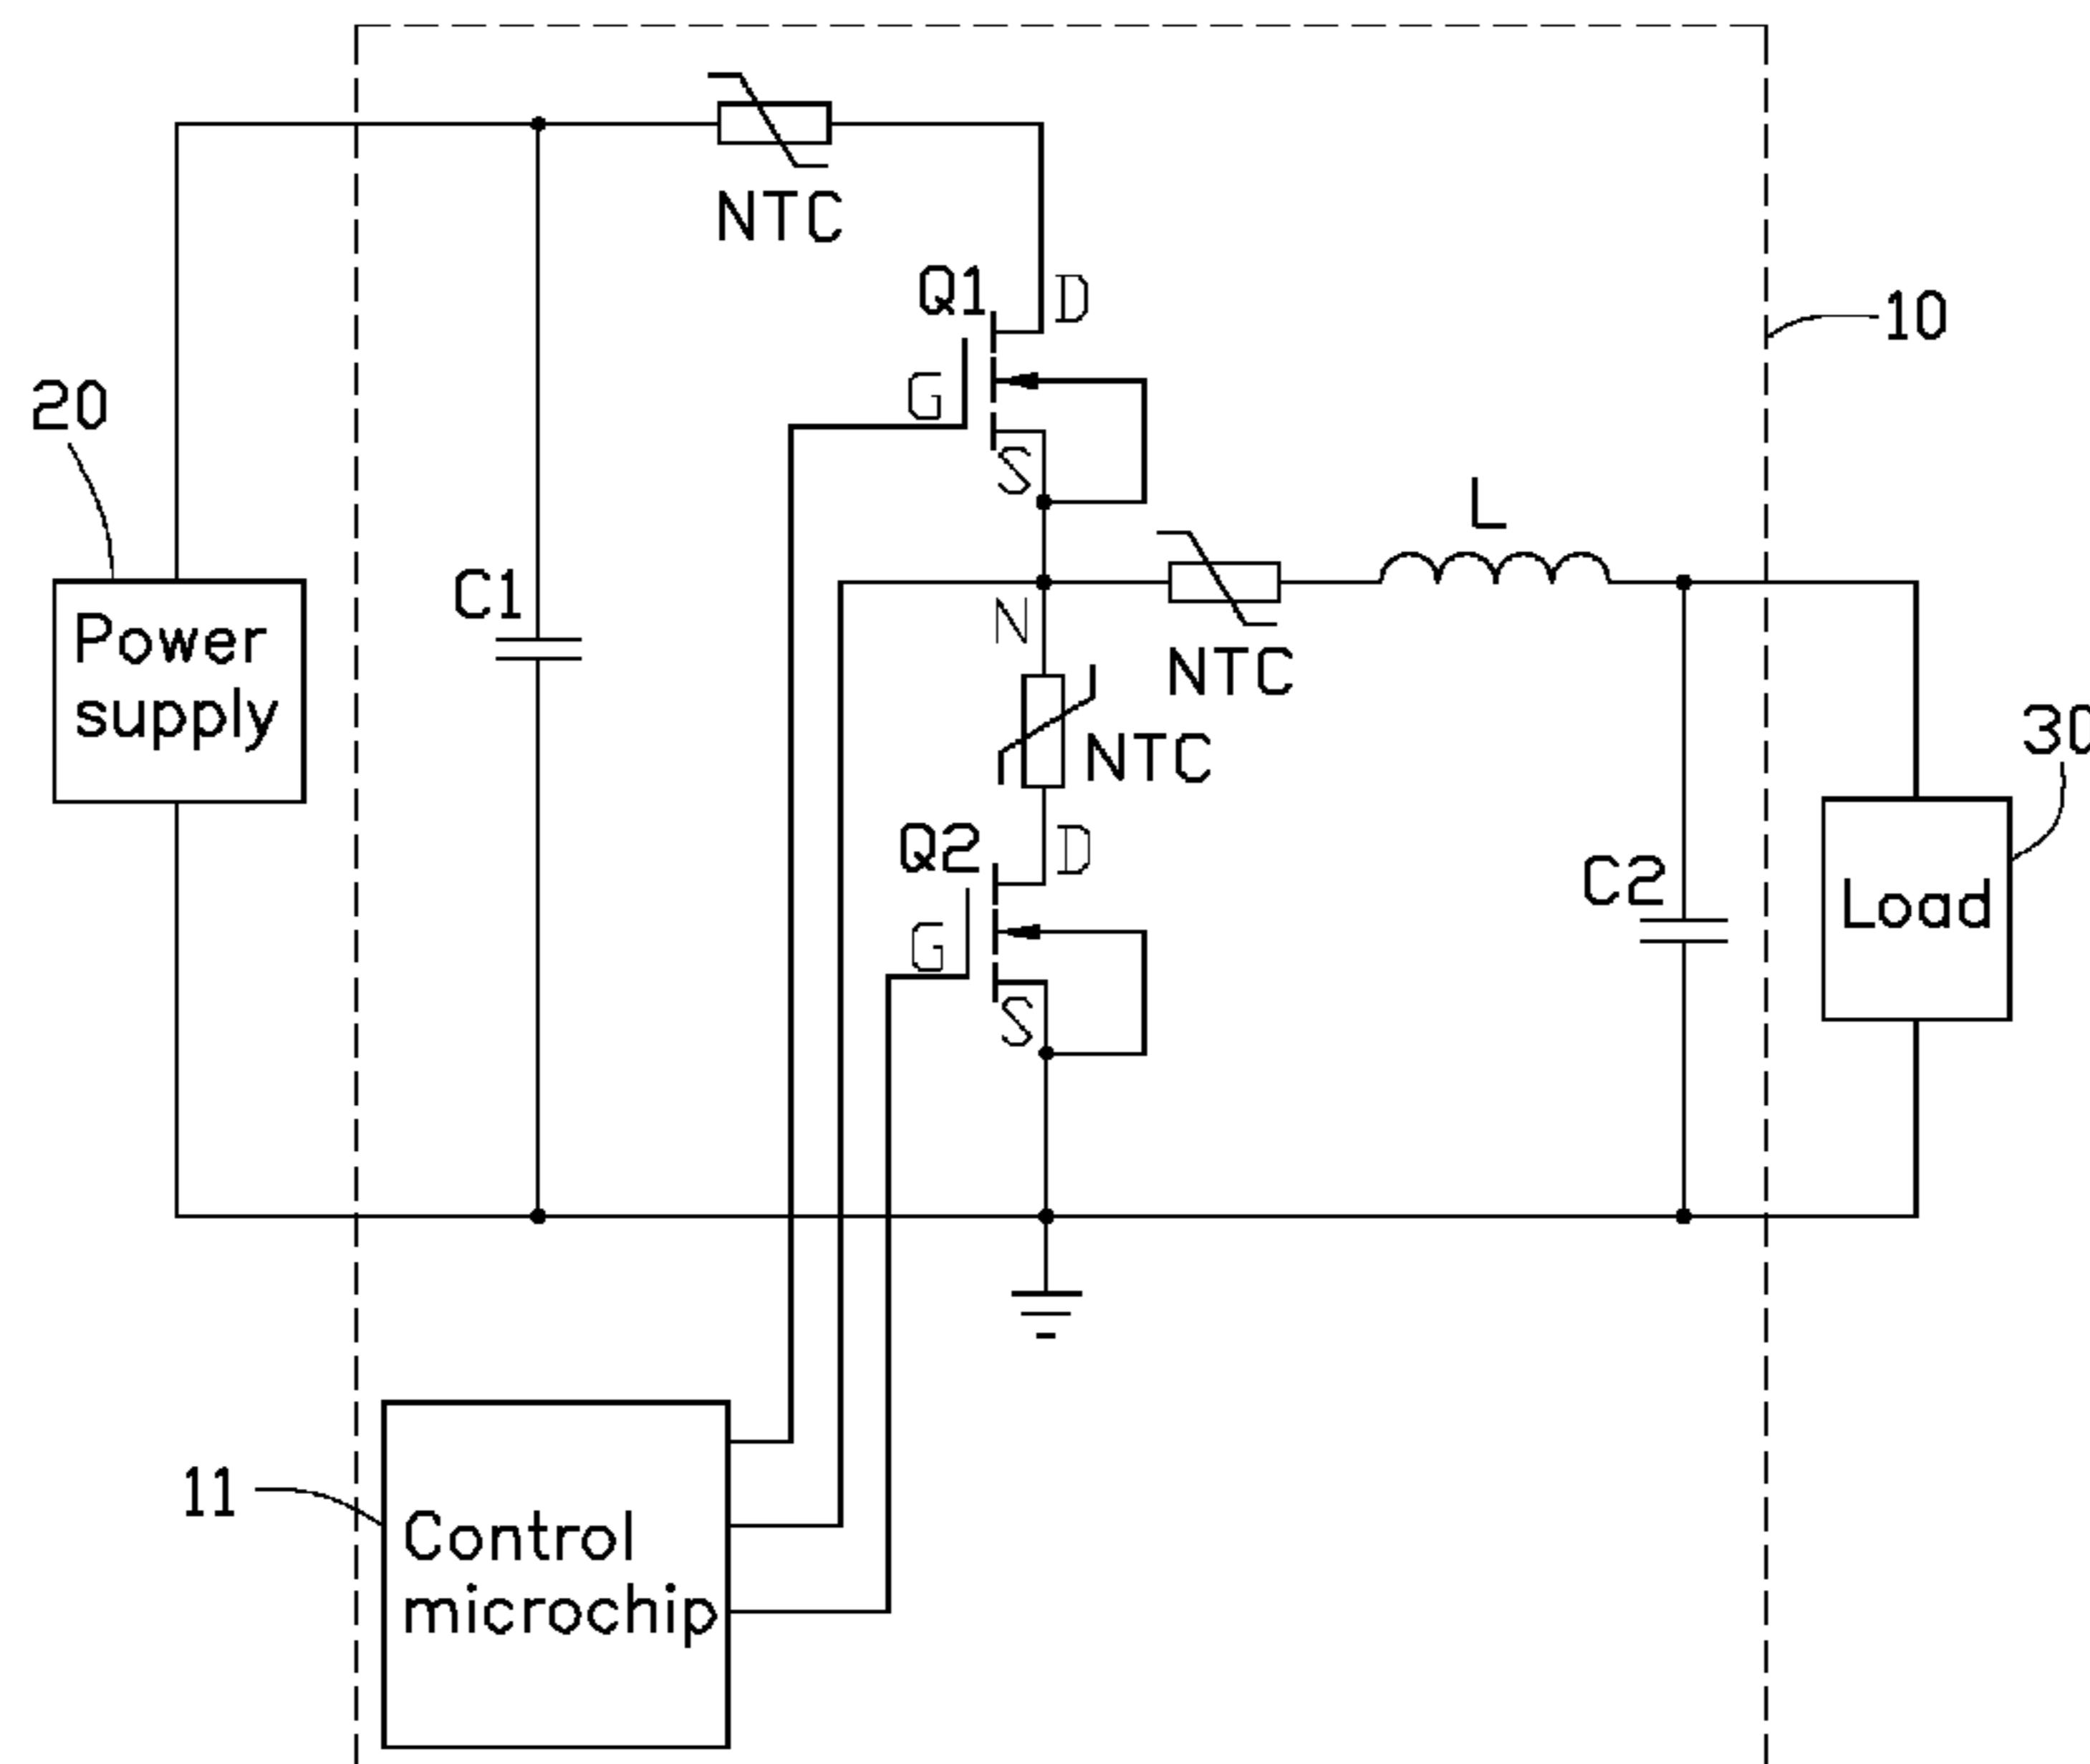 NTC
Q1
D
10
G
20
S
L
C1
Power
supply
N
NTC
NTC
30
Q2
D
C2
Load
G
S
11
Control
microchip